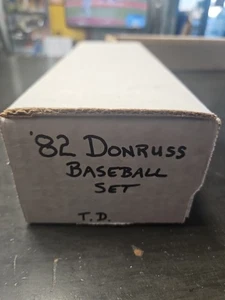 '82 DONRUSS
BASEBALL
SET
T.D.